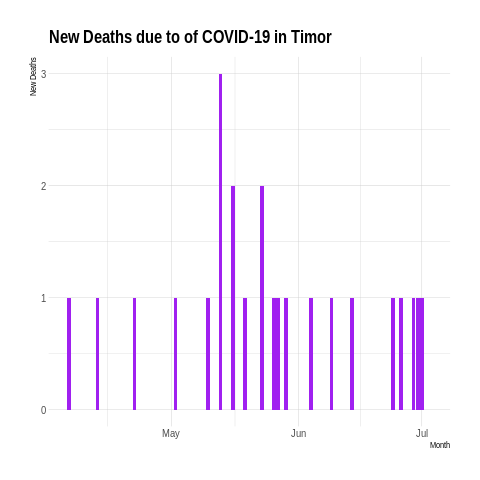 New Deaths due to of COVID-19 in Timor
New Deaths
3
2
1
0
May
Jun
Jul
Month